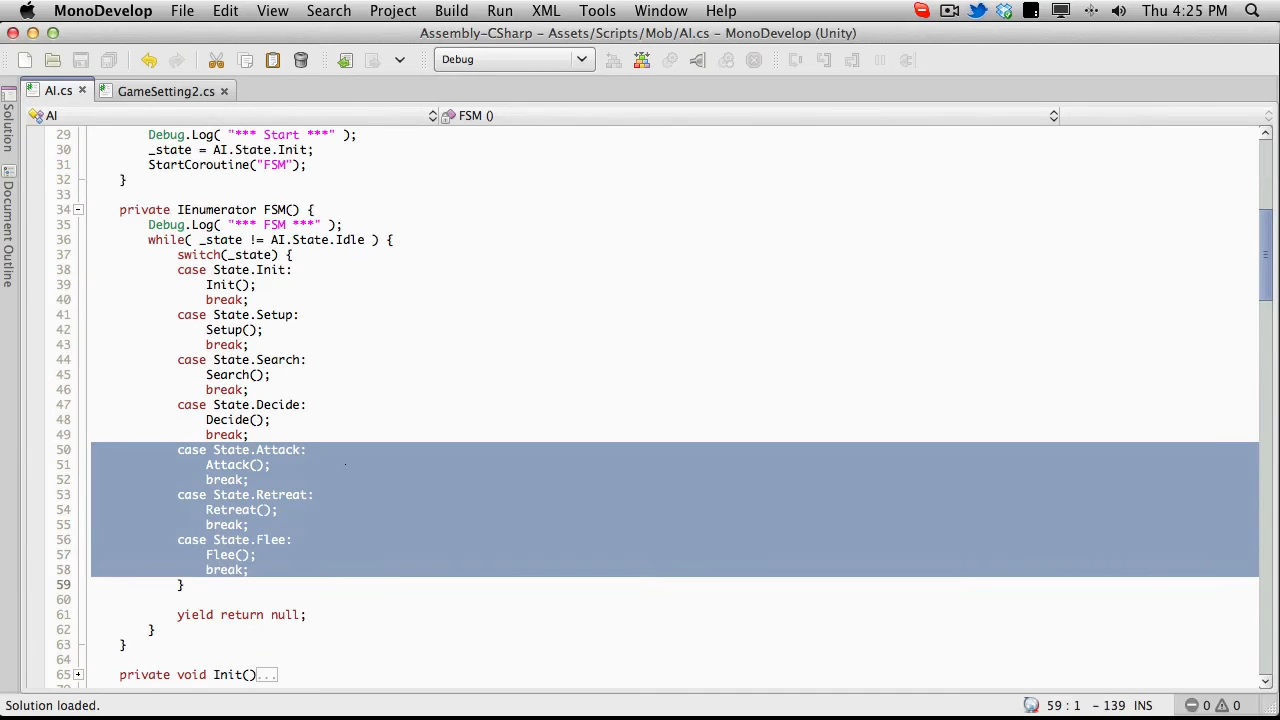 MonoDevelop File Edit View Search Project Build Run XML Tools Window Help Thu 4:25 PM
Assembly-CSharp – Assets/Scripts/Mob/AI.cs – MonoDevelop (Unity)
Debug
AI.cs GameSetting2.cs
AI FSM ()
Solution
Document Outline
29 Debug.Log( "*** Start ***" );
30 _state = AI.State.Init;
31 StartCoroutine("FSM");
32 }
33
34 private IEnumerator FSM() {
35 Debug.Log( "*** FSM ***" );
36 while( _state != AI.State.Idle ) {
37 switch(_state) {
38 case State.Init:
39 Init();
40 break;
41 case State.Setup:
42 Setup();
43 break;
44 case State.Search:
45 Search();
46 break;
47 case State.Decide:
48 Decide();
49 break;
50 case State.Attack:
51 Attack();
52 break;
53 case State.Retreat:
54 Retreat();
55 break;
56 case State.Flee:
57 Flee();
58 break;
59 }
60
61 yield return null;
62 }
63 }
64
65 private void Init()...
Solution loaded. 59 : 1 - 139 INS 0 0